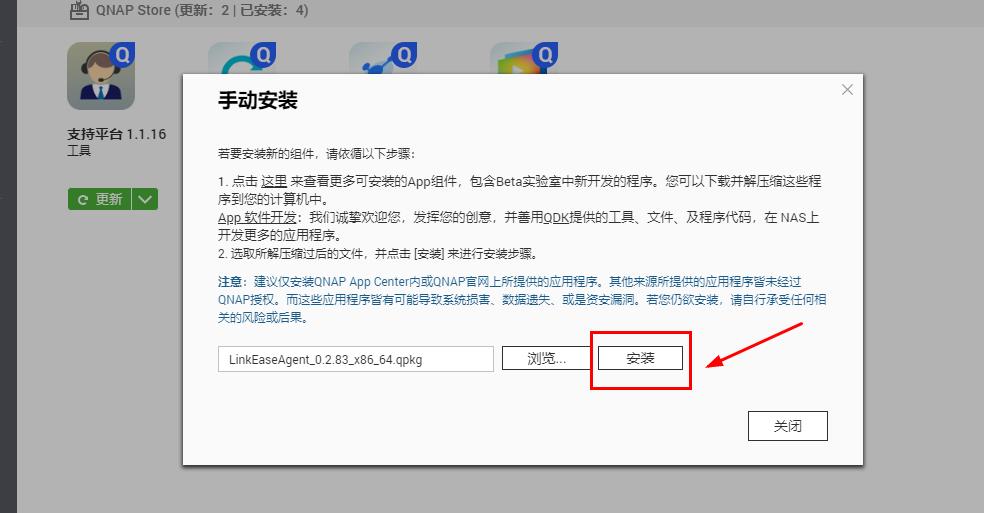 QNAP Store (更新：2 | 已安装：4)
Q
Q
Q
Q
支持平台 1.1.16
工具
更新
手动安装
若要安装新的组件，请依循以下步骤：
1. 点击 这里 来查看更多可安装的App组件，包含Beta实验室中新开发的程序。您可以下载并解压缩这些程
序到您的计算机中。
App 软件开发：我们诚挚欢迎您，发挥您的创意，并善用QDK提供的工具、文件、及程序代码，在 NAS上
开发更多的应用程序。
2. 选取所解压缩过后的文件，并点击 [安装] 来进行安装步骤。
注意：建议仅安装QNAP App Center内或QNAP官网上所提供的应用程序。其他来源所提供的应用程序皆未经过
QNAP授权。而这些应用程序皆有可能导致系统损害、数据遗失、或是资安漏洞。若您仍欲安装，请自行承受任何相
关的风险或后果。
LinkEaseAgent_0.2.83_x86_64.qpkg
浏览...
安装
关闭